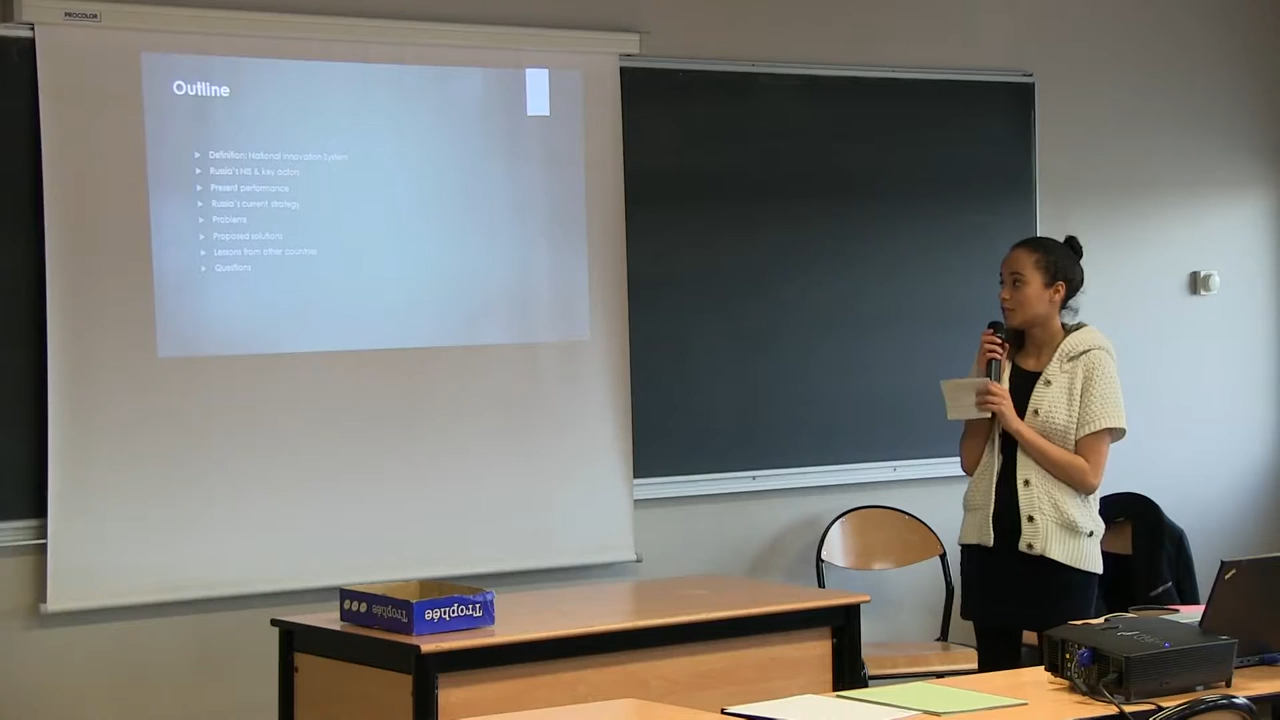 PROCOLOR
Outline
Definition: National Innovation System
Russia's NIS & key actors
Present performance
Russia's current strategy
Problems
Proposed solutions
Lessons from other countries
Questions
Trophée
Trophée